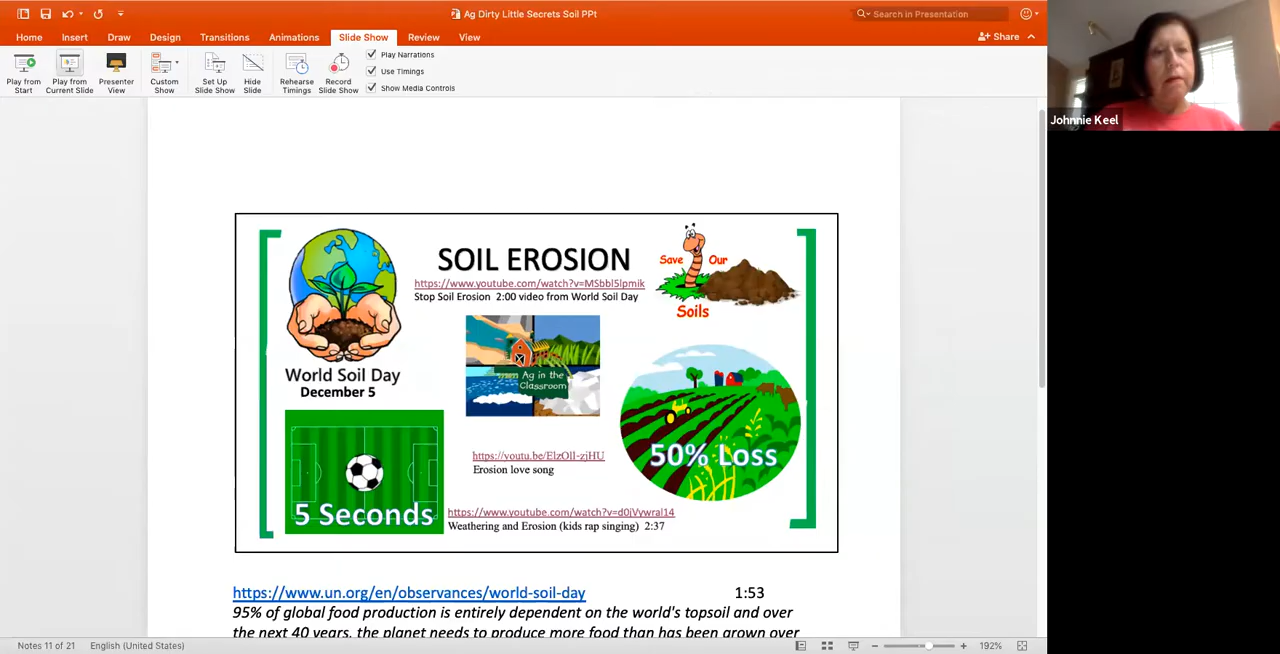 Ag Dirty Little Secrets Soil PPt
Search in Presentation
Home Insert Draw Design Transitions Animations Slide Show Review View
Share
Play from Start
Play from Current Slide
Presenter View
Custom Show
Set Up Slide Show
Hide Slide
Rehearse Timings
Record Slide Show
Play Narrations
Use Timings
Show Media Controls
Johnnie Keel
SOIL EROSION
https://www.youtube.com/watch?v=MSbbl5lpmik
Stop Soil Erosion 2:00 video from World Soil Day
Save Our
Soils
World Soil Day
December 5
Ag in the
Classroom
50% Loss
https://youtu.be/ElzOlI-zjHU
Erosion love song
5 Seconds
https://www.youtube.com/watch?v=d0jVywral14
Weathering and Erosion (kids rap singing) 2:37
https://www.un.org/en/observances/world-soil-day 1:53
95% of global food production is entirely dependent on the world's topsoil and over
the next 40 years, the planet needs to produce more food than has been grown over
Notes 11 of 21 English (United States) 192%